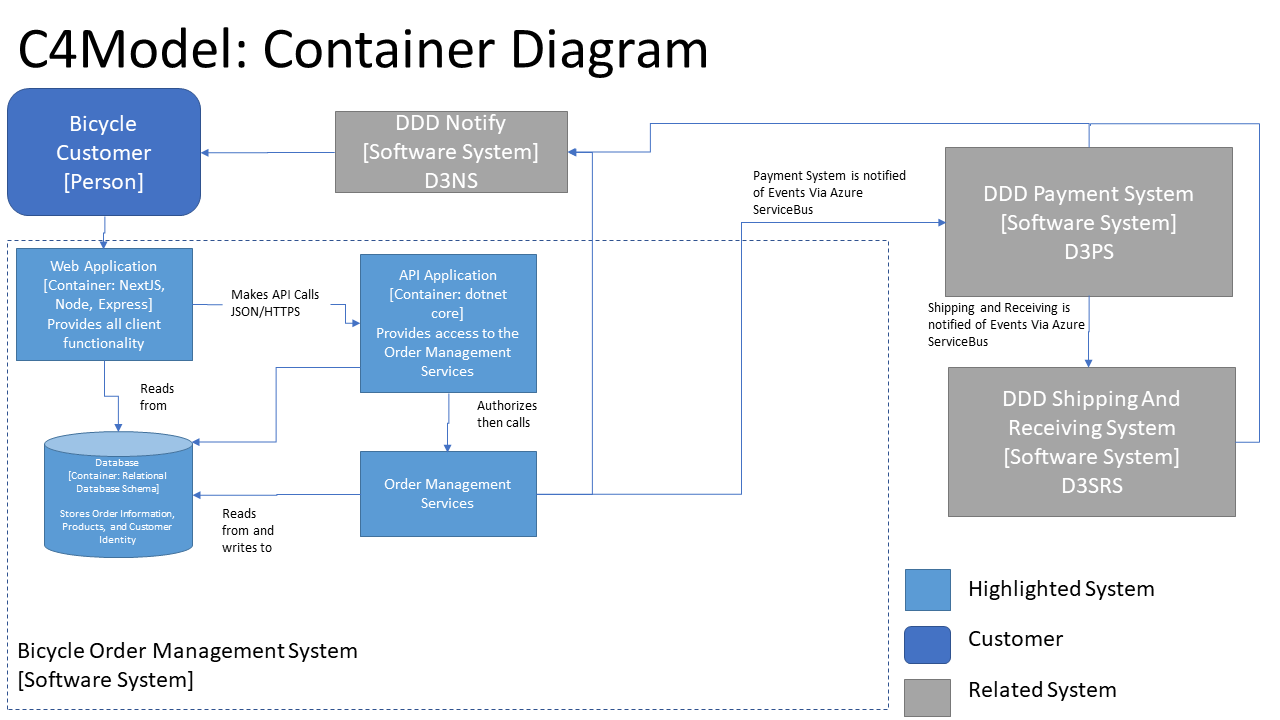 C4Model: Container Diagram
Bicycle
Customer
[Person]
DDD Notify
[Software System]
D3NS
Payment System is notified
of Events Via Azure
ServiceBus
DDD Payment System
[Software System]
D3PS
Web Application
[Container: NextJS,
Node, Express]
Provides all client
functionality
Makes API Calls
JSON/HTTPS
API Application
[Container: dotnet
core]
Provides access to the
Order Management
Services
Shipping and Receiving is
notified of Events Via Azure
ServiceBus
Reads
from
Authorizes
then calls
DDD Shipping And
Receiving System
[Software System]
D3SRS
Database
[Container: Relational
Database Schema]
Stores Order Information,
Products, and Customer
Identity
Order Management
Services
Reads
from and
writes to
Highlighted System
Customer
Related System
Bicycle Order Management System
[Software System]